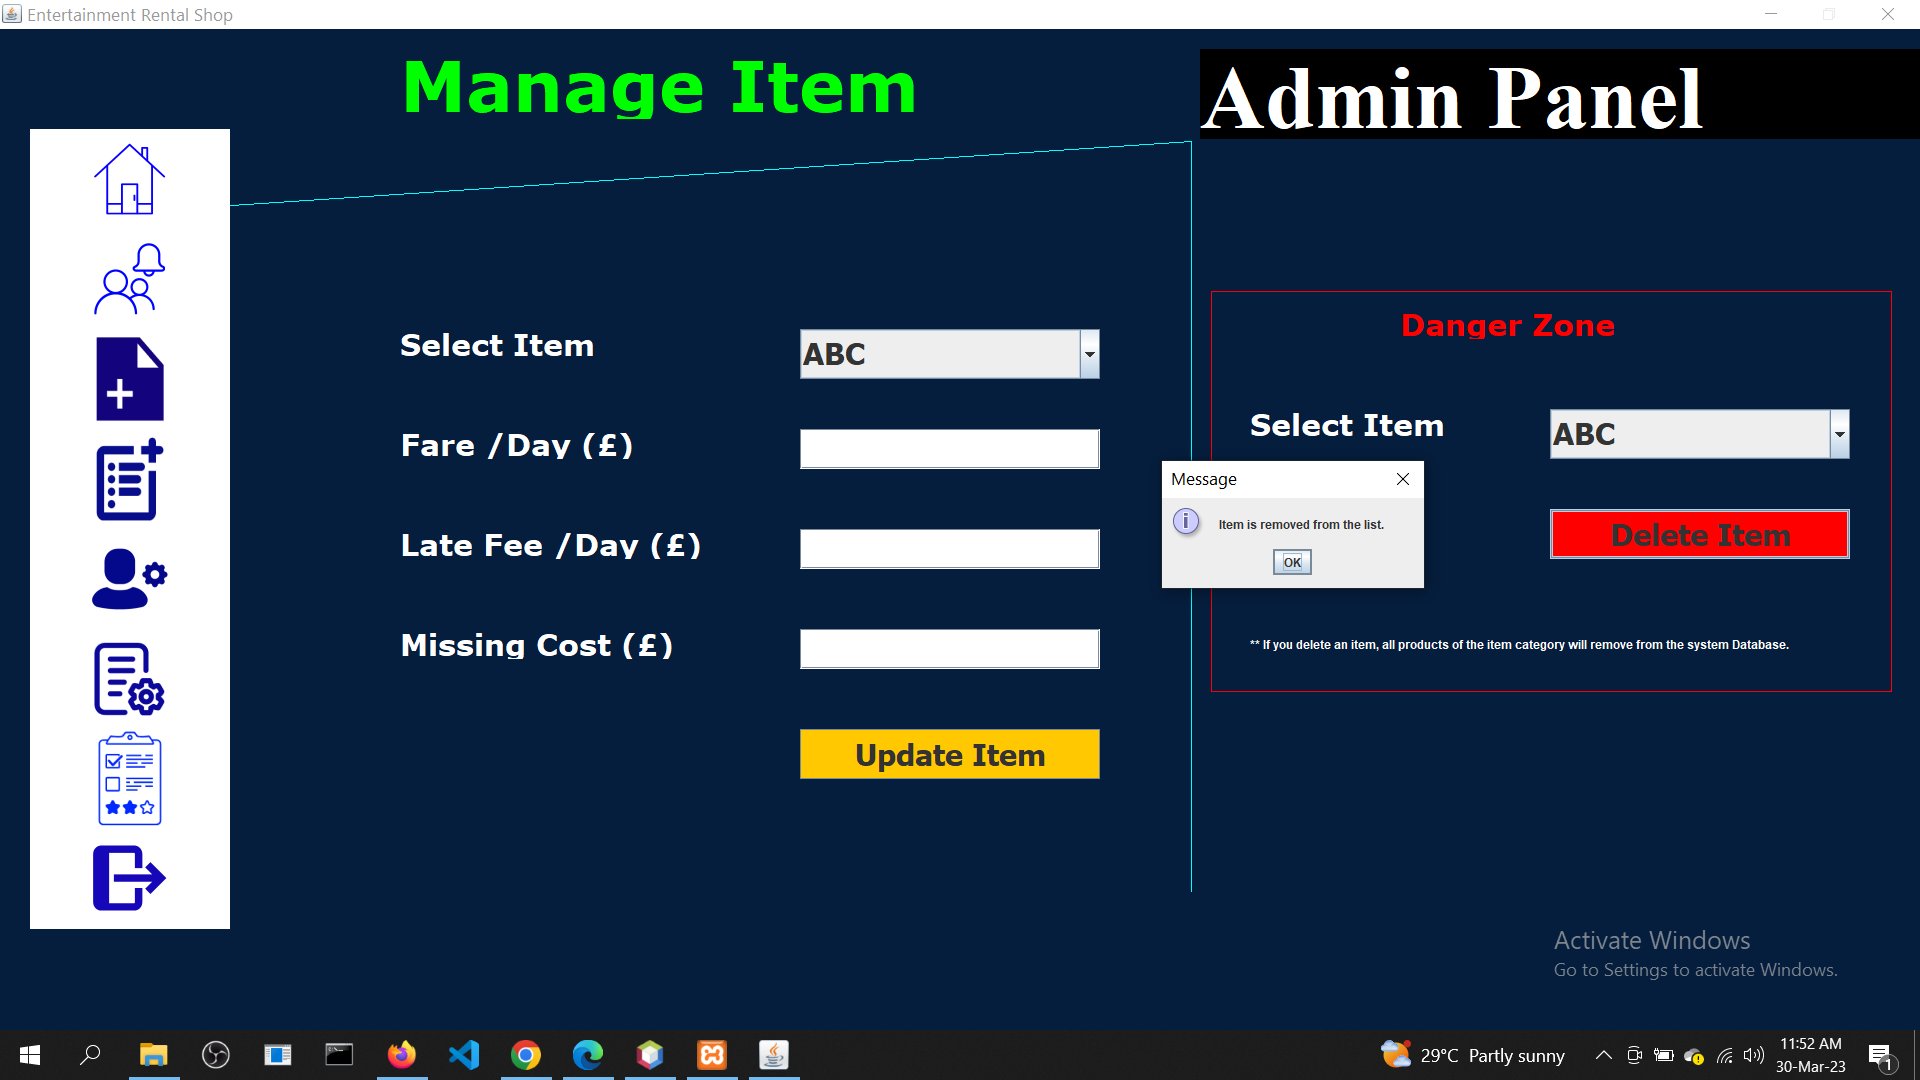 Entertainment Rental Shop
Manage Item
Admin Panel
Danger Zone
Select Item
ABC
Select Item
ABC
Fare /Day (£)
Message
Item is removed from the list.
OK
Delete Item
Late Fee /Day (£)
Missing Cost (£)
** If you delete an item, all products of the item category will remove from the system Database.
Update Item
Activate Windows
Go to Settings to activate Windows.
29°C Partly sunny
11:52 AM
30-Mar-23
1